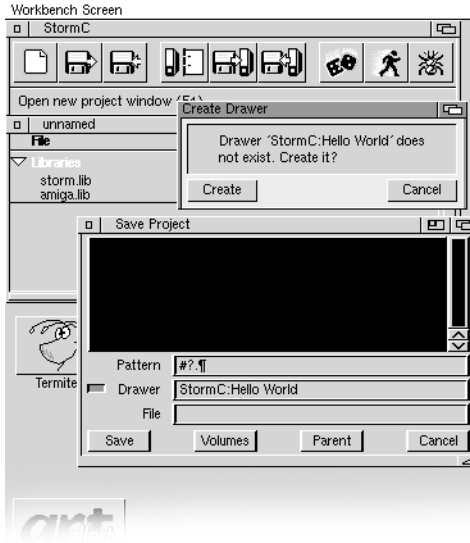 Workbench Screen
StormC
Open new project window (F1)
Create Drawer
unnamed
File
Drawer ´StormC:Hello World´ does
not exist. Create it?
Libraries
storm.lib
amiga.lib
Create
Cancel
Save Project
Pattern
#?.¶
Termite
Drawer
StormC:Hello World
File
Save
Volumes
Parent
Cancel
art